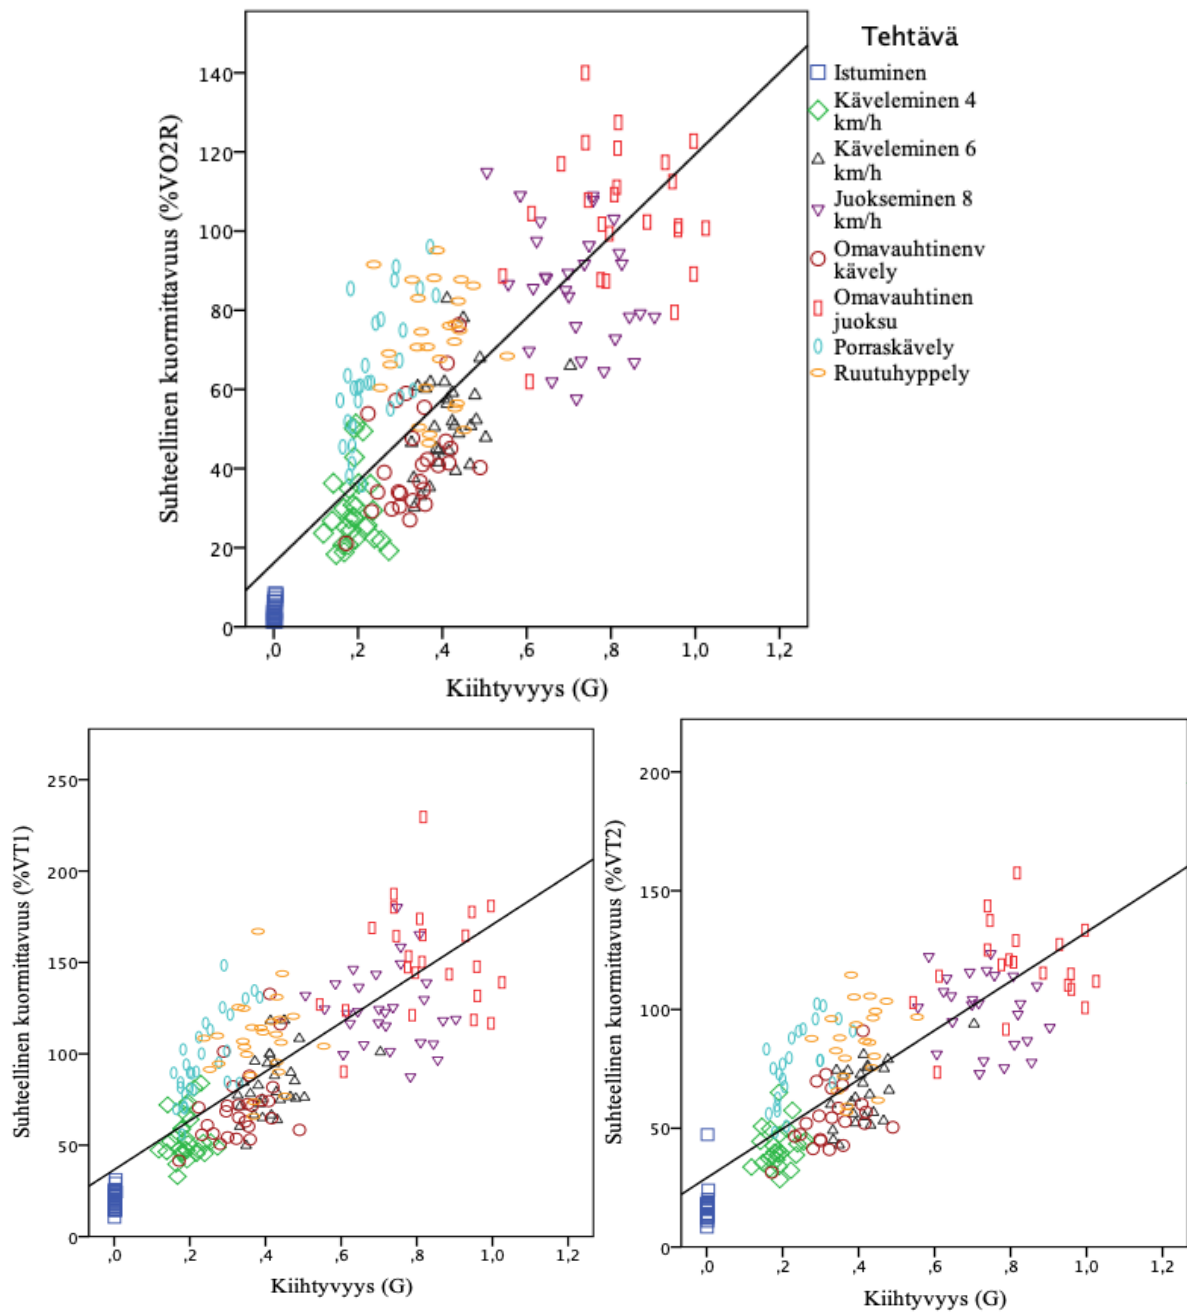 Tehtävä
Istuminen
Käveleminen 4
km/h
Käveleminen 6
km/h
Juokseminen 8
km/h
Omavauhtinenv
kävely
Omavauhtinen
juoksu
Porraskävely
Ruutuhyppely
Suhteellinen kuormittavuus (%VO2R)
140
120
100
80
60
40
20
0
,0 ,2 ,4 ,6 ,8 1,0 1,2
Kiihtyvyys (G)
Suhteellinen kuormittavuus (%VT1)
250
200
150
100
50
0
,0 ,2 ,4 ,6 ,8 1,0 1,2
Kiihtyvyys (G)
Suhteellinen kuormittavuus (%VT2)
200
150
100
50
0
,0 ,2 ,4 ,6 ,8 1,0 1,2
Kiihtyvyys (G)